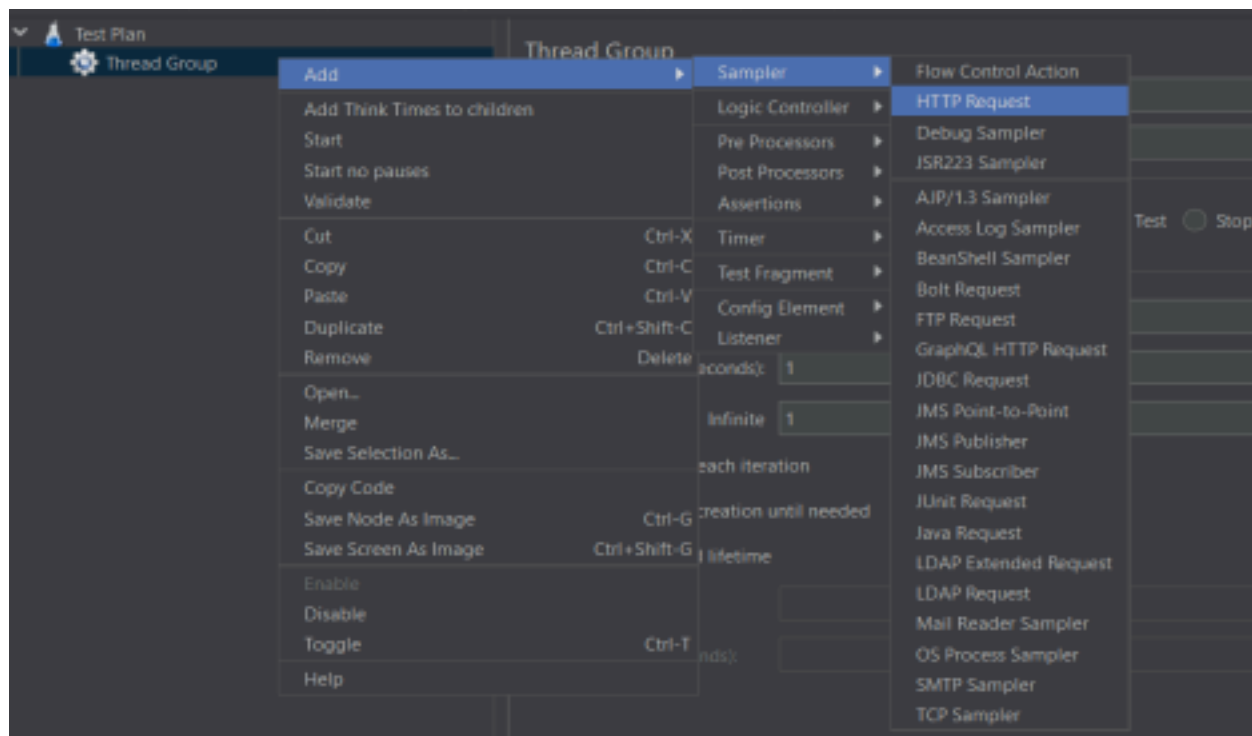 Test Plan
Thread Group
Thread Group
Add
Add Think Times to children
Start
Start no pauses
Validate
Cut Ctrl-X
Copy Ctrl-C
Paste Ctrl-V
Duplicate Ctrl+Shift-C
Remove Delete
Open...
Merge
Save Selection As...
Copy Code
Save Node As Image Ctrl-G
Save Screen As Image Ctrl+Shift-G
Enable
Disable
Toggle Ctrl-T
Help
Sampler
Logic Controller
Pre Processors
Post Processors
Assertions
Timer
Test Fragment
Config Element
Listener
Flow Control Action
HTTP Request
Debug Sampler
JSR223 Sampler
AJP/1.3 Sampler
Access Log Sampler
BeanShell Sampler
Bolt Request
FTP Request
GraphQL HTTP Request
JDBC Request
JMS Point-to-Point
JMS Publisher
JMS Subscriber
JUnit Request
Java Request
LDAP Extended Request
LDAP Request
Mail Reader Sampler
OS Process Sampler
SMTP Sampler
TCP Sampler
Test Stop
econds): 1
Infinite 1
each iteration
creation until needed
lifetime
nds):